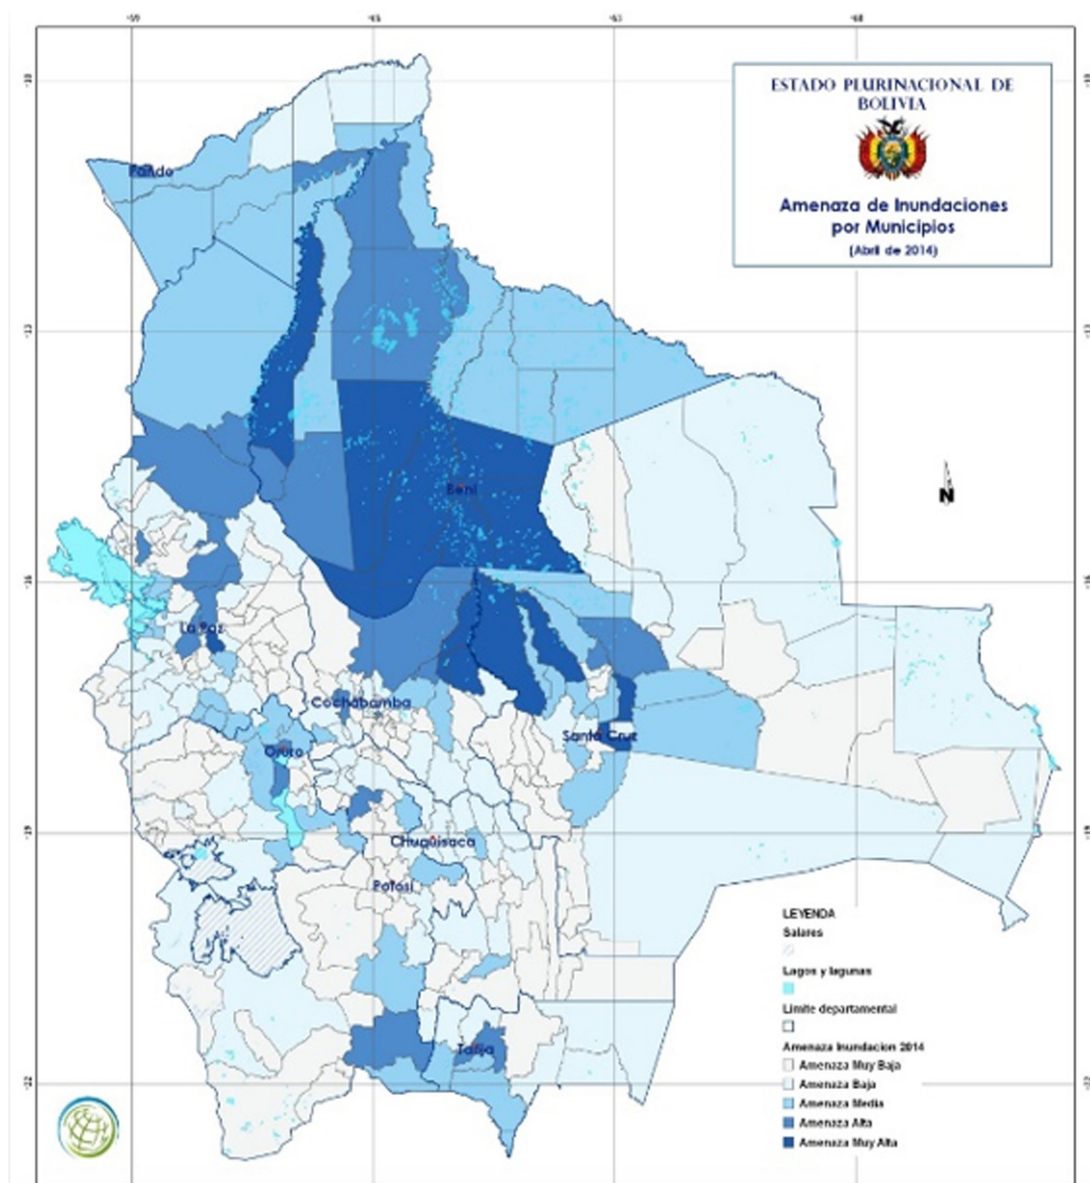 ESTADO PLURINACIONAL DE
BOLIVIA
Amenaza de Inundaciones
por Municipios
(Abril de 2014)
Pando
Beni
N
La Paz
Cochabamba
Oruro
Santa Cruz
Chuquisaca
Potosí
Tarija
LEYENDA
Salares
Lagos y lagunas
Limite departamental
Amenaza Inundacion 2014
Amenaza Muy Baja
Amenaza Baja
Amenaza Media
Amenaza Alta
Amenaza Muy Alta